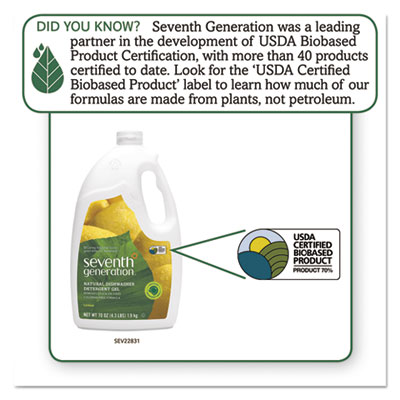 DID YOU KNOW? Seventh Generation was a leading
partner in the development of USDA Biobased
Product Certification, with more than 40 products
certified to date. Look for the ‘USDA Certified
Biobased Product’ label to learn how much of our
formulas are made from plants, not petroleum.
seventh
generation.
NATURAL DISHWASHER
DETERGENT GEL
NET WT 70 OZ (4.3 LBS) 1.9 kg
SEV22831
USDA
CERTIFIED
BIOBASED
PRODUCT
PRODUCT 70%